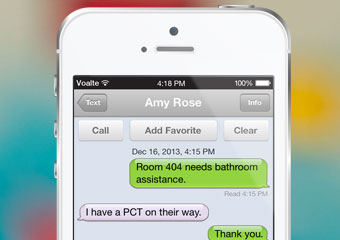 Voalte 4:18 PM 100%
Text Amy Rose Info
Call Add Favorite Clear
Dec 16, 2013, 4:15 PM
Room 404 needs bathroom
assistance.
Read 4:15 PM
I have a PCT on their way.
Thank you.